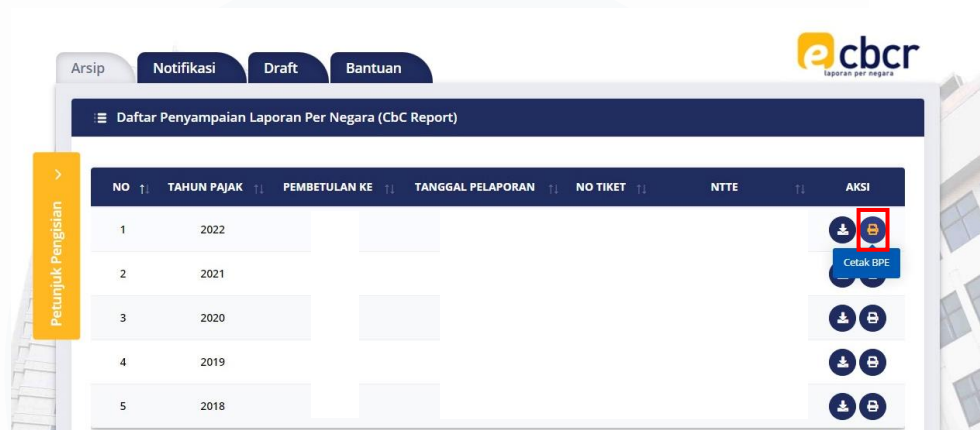 Arsip Notifikasi Draft Bantuan
ecbcr
laporan per negara
Daftar Penyampaian Laporan Per Negara (CbC Report)
Petunjuk Pengisian
NO TAHUN PAJAK PEMBETULAN KE TANGGAL PELAPORAN NO TIKET NTTE AKSI
1 2022
Cetak BPE
2 2021
3 2020
4 2019
5 2018